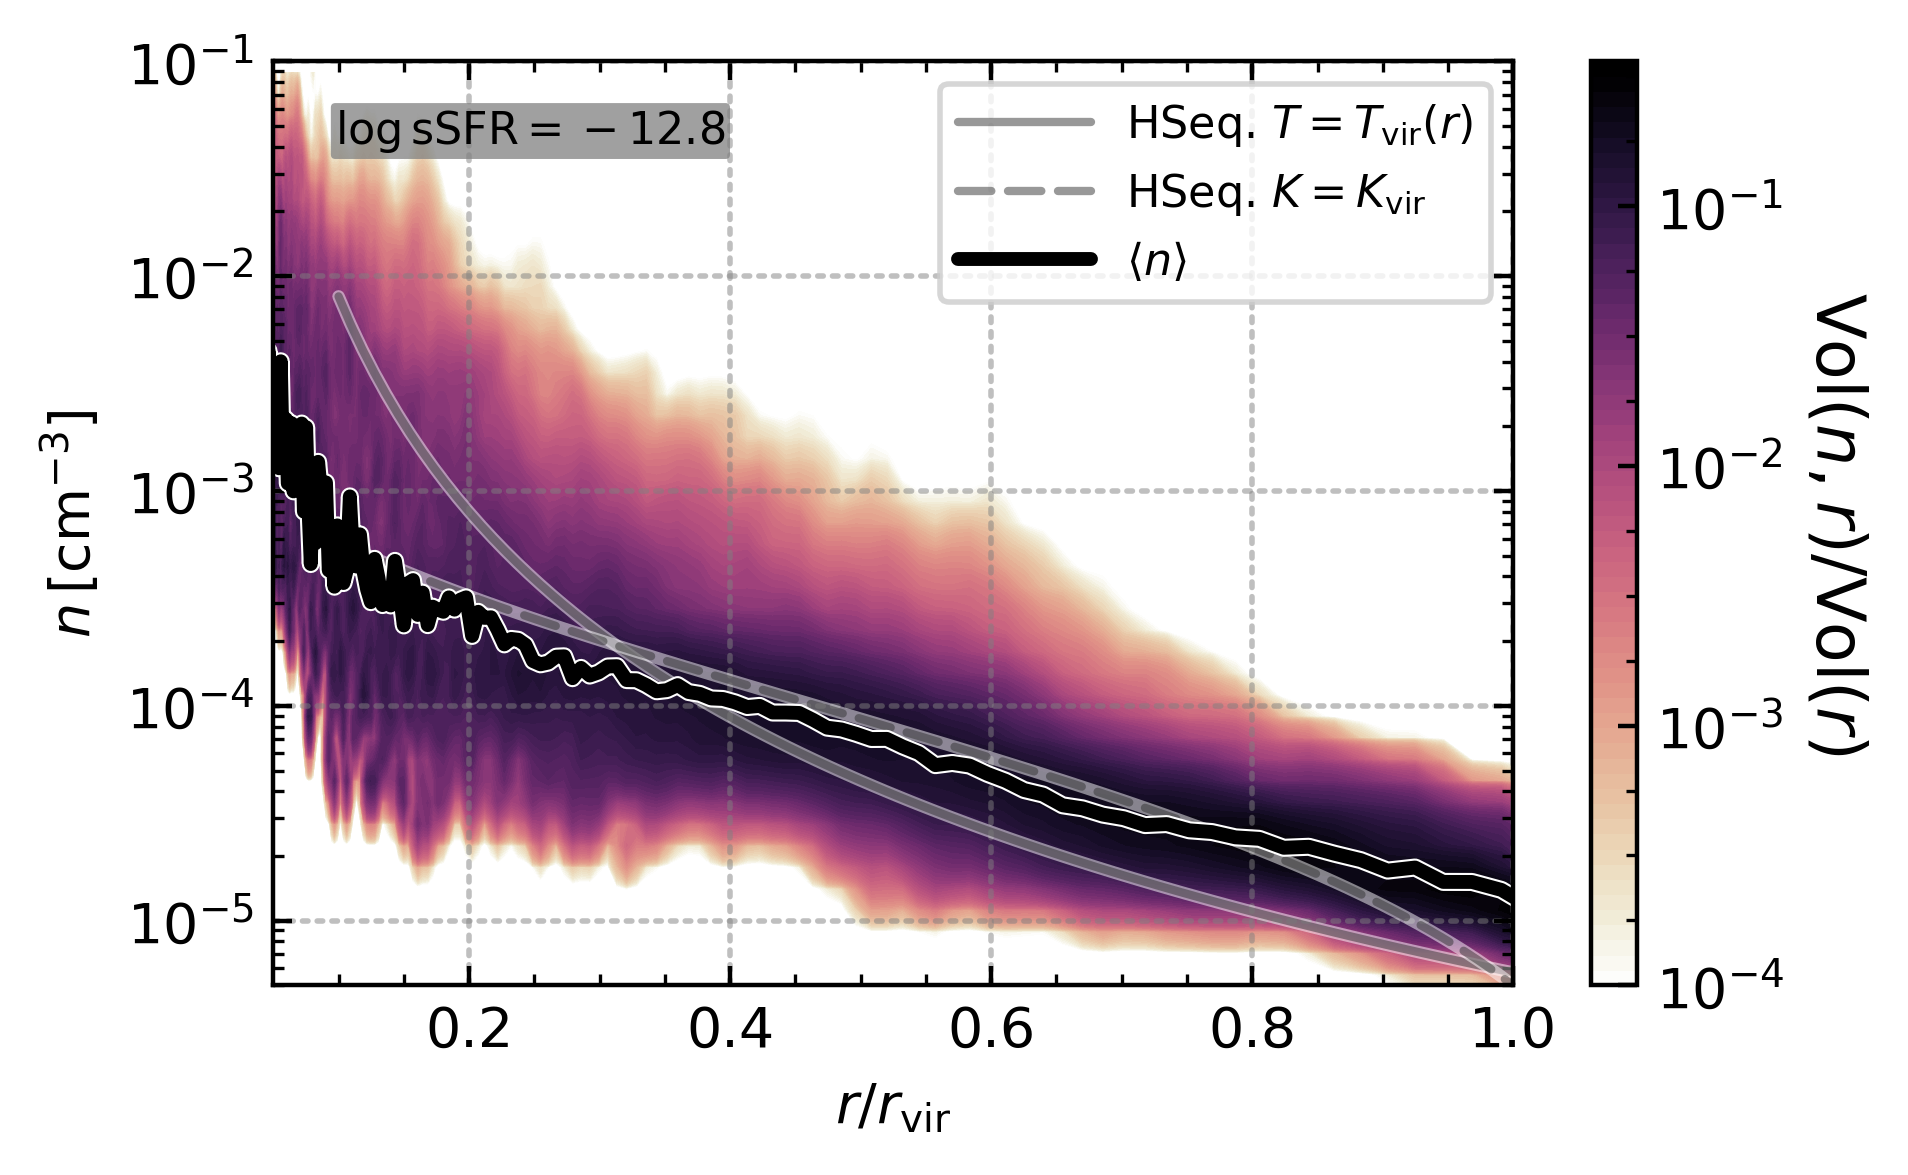 log sSFR = −12.8
HSeq. T = T_vir(r)
HSeq. K = K_vir
⟨n⟩
10⁻¹
10⁻²
10⁻³
10⁻⁴
10⁻⁵
n [cm⁻³]
0.2 0.4 0.6 0.8 1.0
r/r_vir
10⁻¹
10⁻²
10⁻³
10⁻⁴
Vol(n, r)/Vol(r)